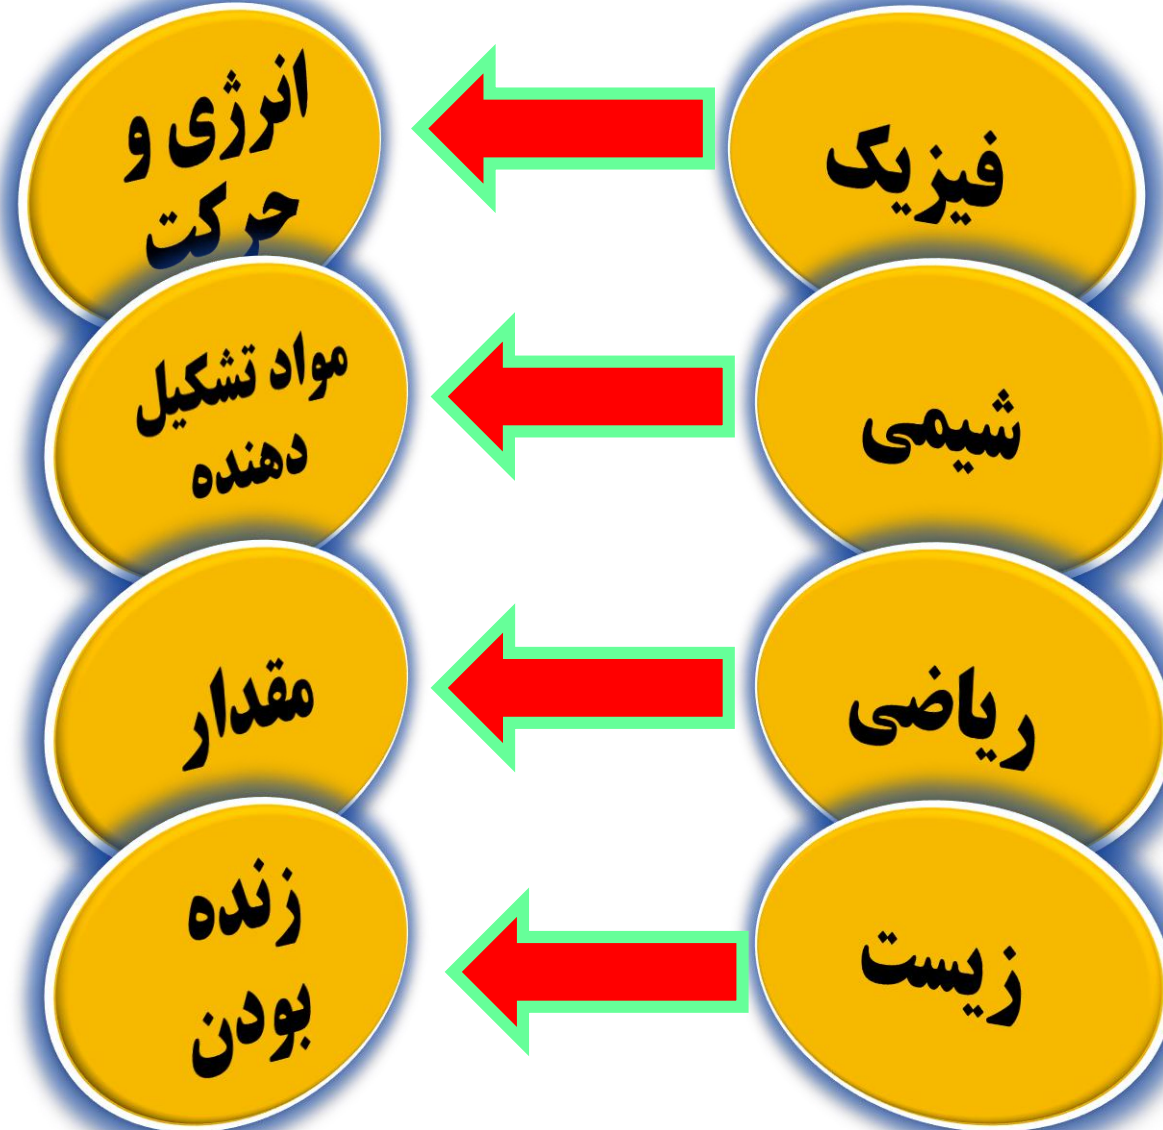 فیزیک
انرژی و
حرکت
شیمی
مواد تشکیل
دهنده
ریاضی
مقدار
زیست
زنده
بودن